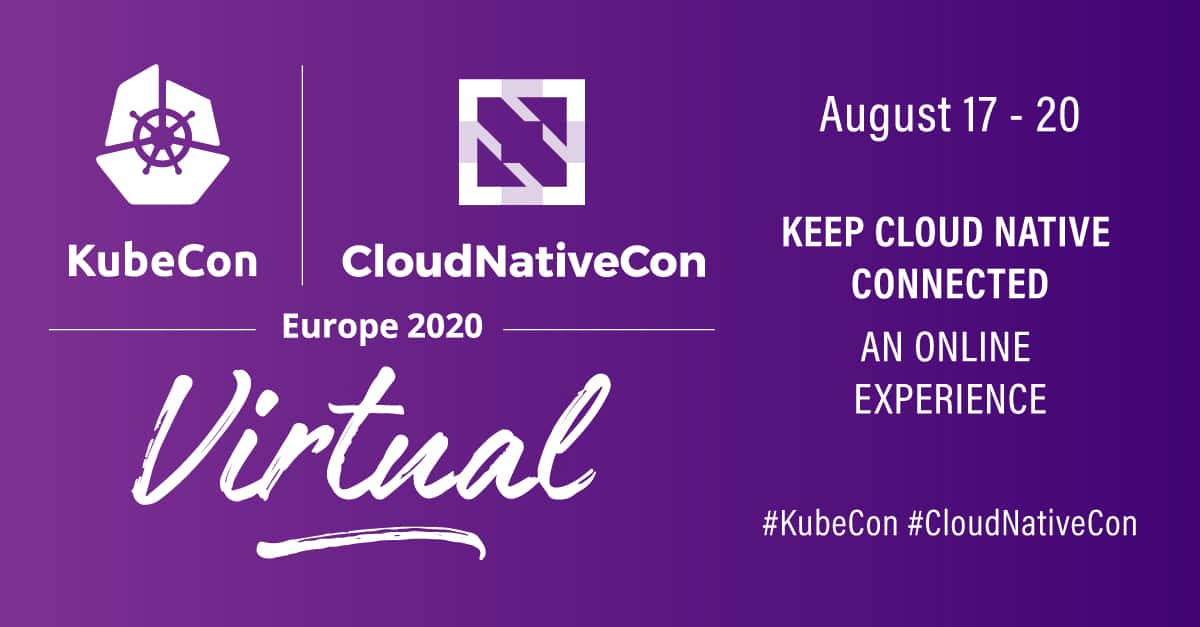 KubeCon
CloudNativeCon
Europe 2020
Virtual
August 17 - 20
KEEP CLOUD NATIVE
CONNECTED
AN ONLINE
EXPERIENCE
#KubeCon #CloudNativeCon